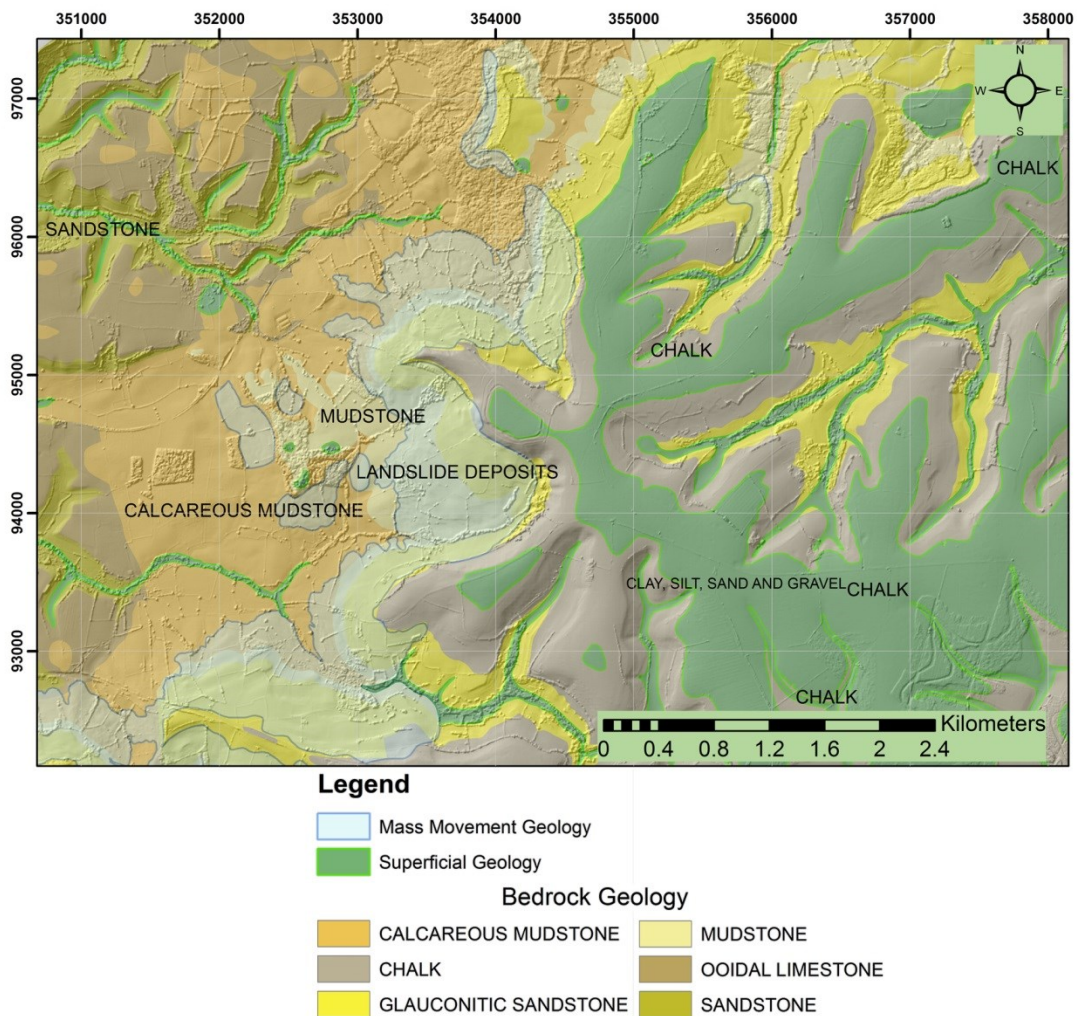 351000 352000 353000 354000 355000 356000 357000 358000
97000
96000
95000
94000
93000
N
W E
S
CHALK
SANDSTONE
CHALK
MUDSTONE
LANDSLIDE DEPOSITS
CALCAREOUS MUDSTONE
CLAY, SILT, SAND AND GRAVEL CHALK
CHALK
Kilometers
0 0.4 0.8 1.2 1.6 2 2.4
Legend
Mass Movement Geology
Superficial Geology
Bedrock Geology
CALCAREOUS MUDSTONE MUDSTONE
CHALK OOIDAL LIMESTONE
GLAUCONITIC SANDSTONE SANDSTONE